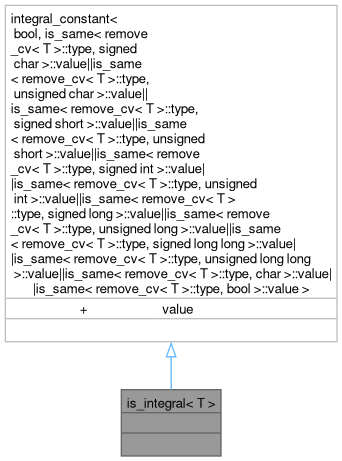 integral_constant<
bool, is_same< remove
_cv< T >::type, signed
char >::value||is_same
< remove_cv< T >::type,
unsigned char >::value||
is_same< remove_cv< T >::type,
signed short >::value||is_same
< remove_cv< T >::type, unsigned
short >::value||is_same< remove
_cv< T >::type, signed int >::value|
|is_same< remove_cv< T >::type, unsigned
int >::value||is_same< remove_cv< T >
::type, signed long >::value||is_same< remove
_cv< T >::type, unsigned long >::value||is_same
< remove_cv< T >::type, signed long long >::value|
|is_same< remove_cv< T >::type, unsigned long long
>::value||is_same< remove_cv< T >::type, char >::value|
|is_same< remove_cv< T >::type, bool >::value >
+ value
is_integral< T >